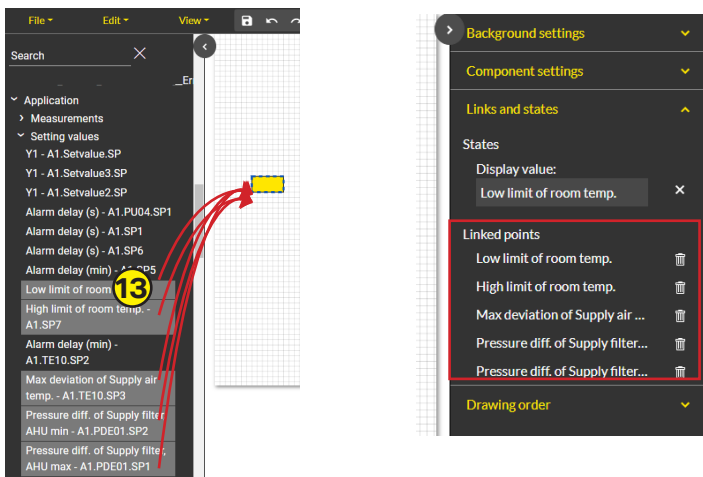 File Edit View
Search
_Er
Application
Measurements
Setting values
Y1 - A1.Setvalue.SP
Y1 - A1.Setvalue3.SP
Y1 - A1.Setvalue2.SP
Alarm delay (s) - A1.PU04.SP1
Alarm delay (s) - A1.SP1
Alarm delay (s) - A1.SP6
Alarm delay (min) - A1.SP5
Low limit of room
13
High limit of room temp. -
A1.SP7
Alarm delay (min) -
A1.TE10.SP2
Max deviation of Supply air
temp. - A1.TE10.SP3
Pressure diff. of Supply filter,
AHU min - A1.PDE01.SP2
Pressure diff. of Supply filter,
AHU max - A1.PDE01.SP1
Background settings
Component settings
Links and states
States
Display value:
Low limit of room temp.
Linked points
Low limit of room temp.
High limit of room temp.
Max deviation of Supply air ...
Pressure diff. of Supply filter...
Pressure diff. of Supply filter...
Drawing order